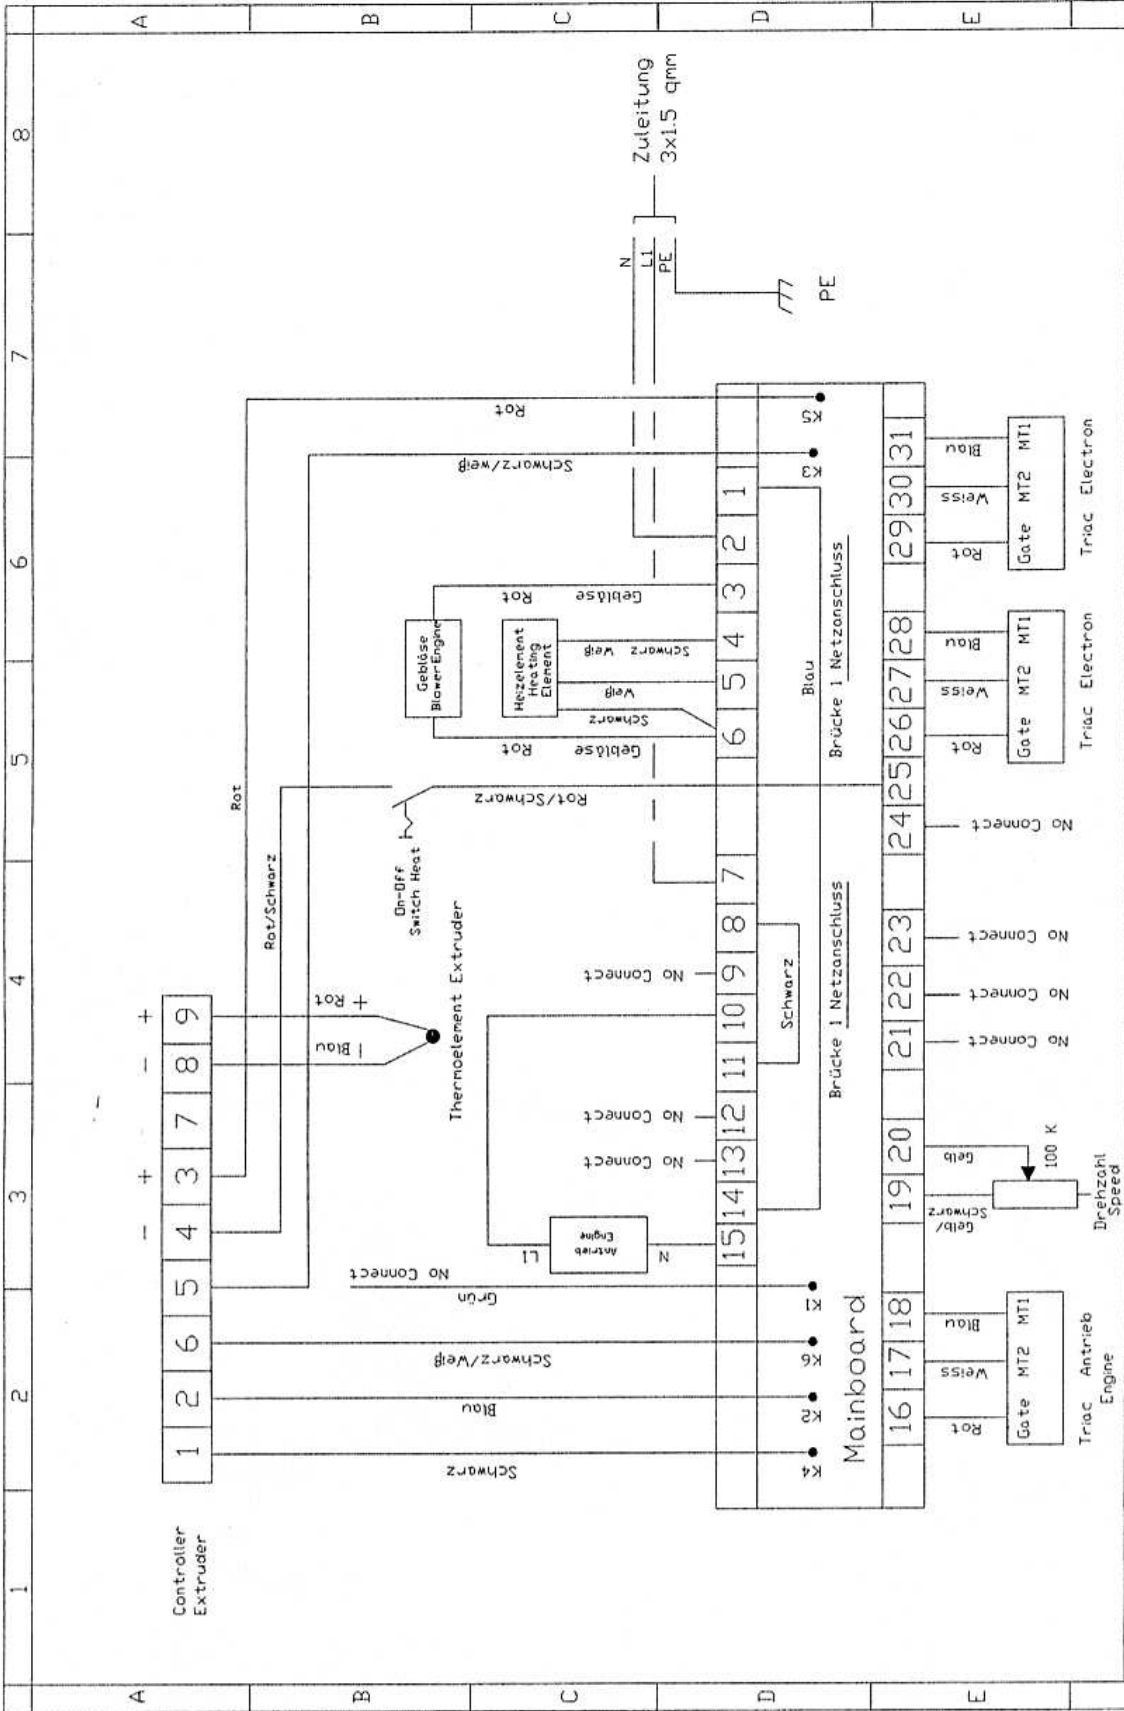 1 2 3 4 5 6 7 8
A
A
B
B
C
C
D
D
E
E
Controller
Extruder
1 2 6 5 4 3 7 8 9
- + - +
Rot
Rot/Schwarz
Blau
Rot
- +
Thermoelement Extruder
On-Off
Switch Heat
Schwarz
Blau
Schwarz/Weiß
Grün
No Connect
Rot/Schwarz
Schwarz/weiß
Rot
Gebläse
Blower Engine
Heizelement
Heating
Element
Antrieb
Engine
L1
N
No Connect
No Connect
No Connect
Rot Gebläse
Schwarz
Weiß
Schwarz Weiß
Rot Gebläse
N
L1
PE
Zuleitung
3x1.5 qmm
PE
15 14 13 12 11 10 9 8 7 6 5 4 3 2 1
K4 K2 K6 K1 K3 K5
Schwarz
Blau
Mainboard
Brücke 1 Netzanschluss
Brücke 1 Netzanschluss
16 17 18 19 20 21 22 23 24 25 26 27 28 29 30 31
Rot Weiss Blau
Gate MT2 MT1
Triac Antrieb
Engine
Gelb/
Schwarz
Gelb
100 K
Drehzahl
Speed
No Connect
No Connect
No Connect
No Connect
Rot Weiss Blau
Gate MT2 MT1
Triac Electron
Rot Weiss Blau
Gate MT2 MT1
Triac Electron